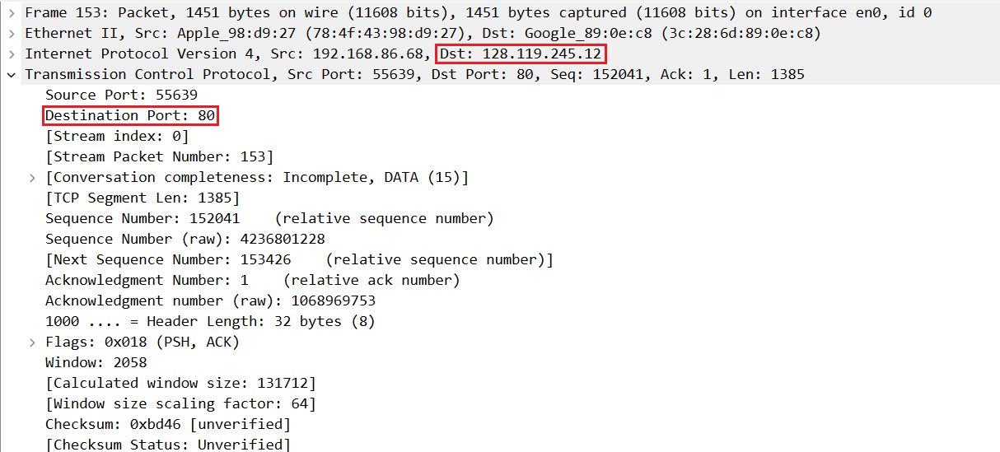 Frame 153: Packet, 1451 bytes on wire (11608 bits), 1451 bytes captured (11608 bits) on interface en0, id 0
Ethernet II, Src: Apple_98:d9:27 (78:4f:43:98:d9:27), Dst: Google_89:0e:c8 (3c:28:6d:89:0e:c8)
Internet Protocol Version 4, Src: 192.168.86.68, Dst: 128.119.245.12
Transmission Control Protocol, Src Port: 55639, Dst Port: 80, Seq: 152041, Ack: 1, Len: 1385
Source Port: 55639
Destination Port: 80
[Stream index: 0]
[Stream Packet Number: 153]
[Conversation completeness: Incomplete, DATA (15)]
[TCP Segment Len: 1385]
Sequence Number: 152041    (relative sequence number)
Sequence Number (raw): 4236801228
[Next Sequence Number: 153426    (relative sequence number)]
Acknowledgment Number: 1    (relative ack number)
Acknowledgment number (raw): 1068969753
1000 .... = Header Length: 32 bytes (8)
Flags: 0x018 (PSH, ACK)
Window: 2058
[Calculated window size: 131712]
[Window size scaling factor: 64]
Checksum: 0xbd46 [unverified]
[Checksum Status: Unverified]